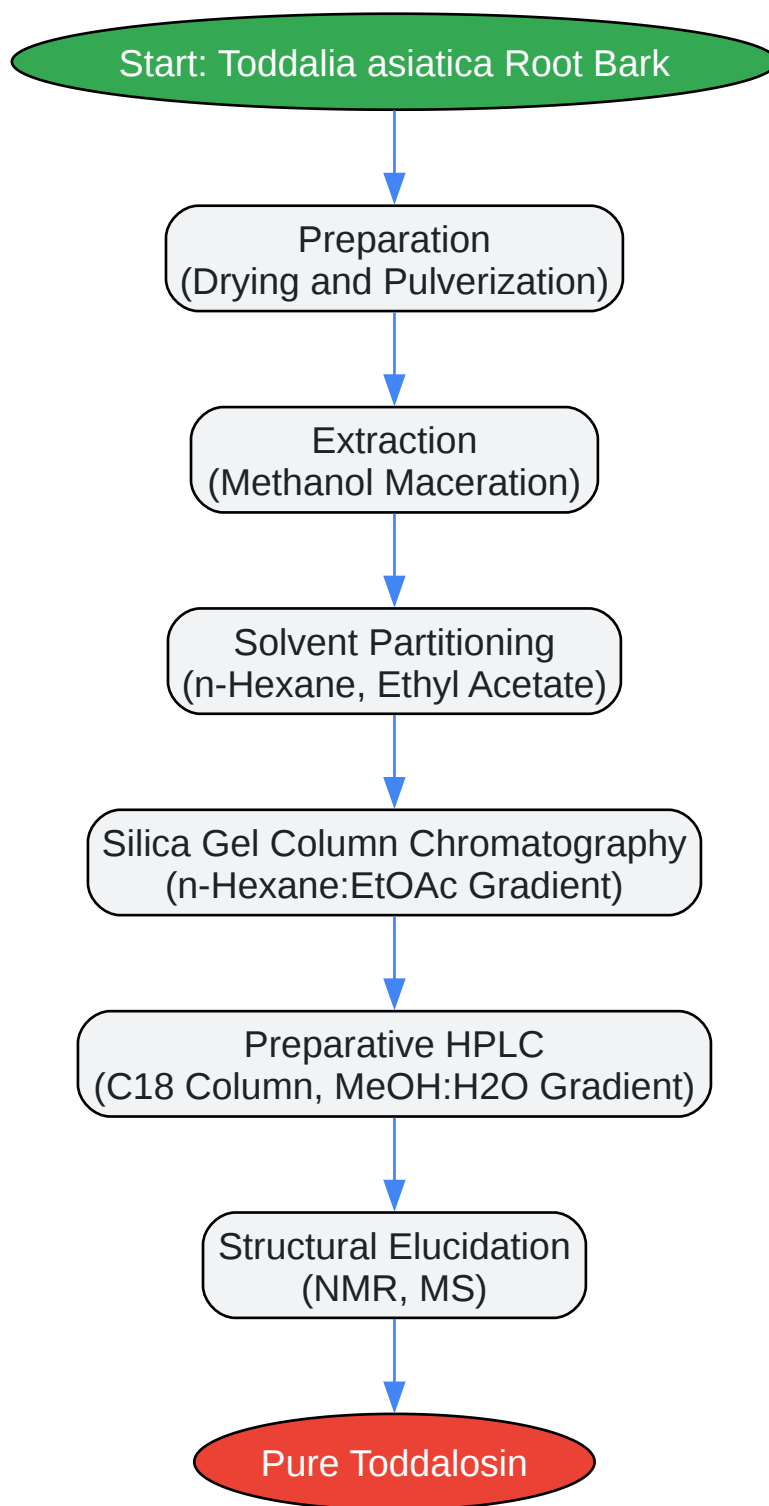 Start: Toddalia asiatica Root Bark
Preparation
(Drying and Pulverization)
Extraction
(Methanol Maceration)
Solvent Partitioning
(n-Hexane, Ethyl Acetate)
Silica Gel Column Chromatography
(n-Hexane:EtOAc Gradient)
Preparative HPLC
(C18 Column, MeOH:H2O Gradient)
Structural Elucidation
(NMR, MS)
Pure Toddalosin